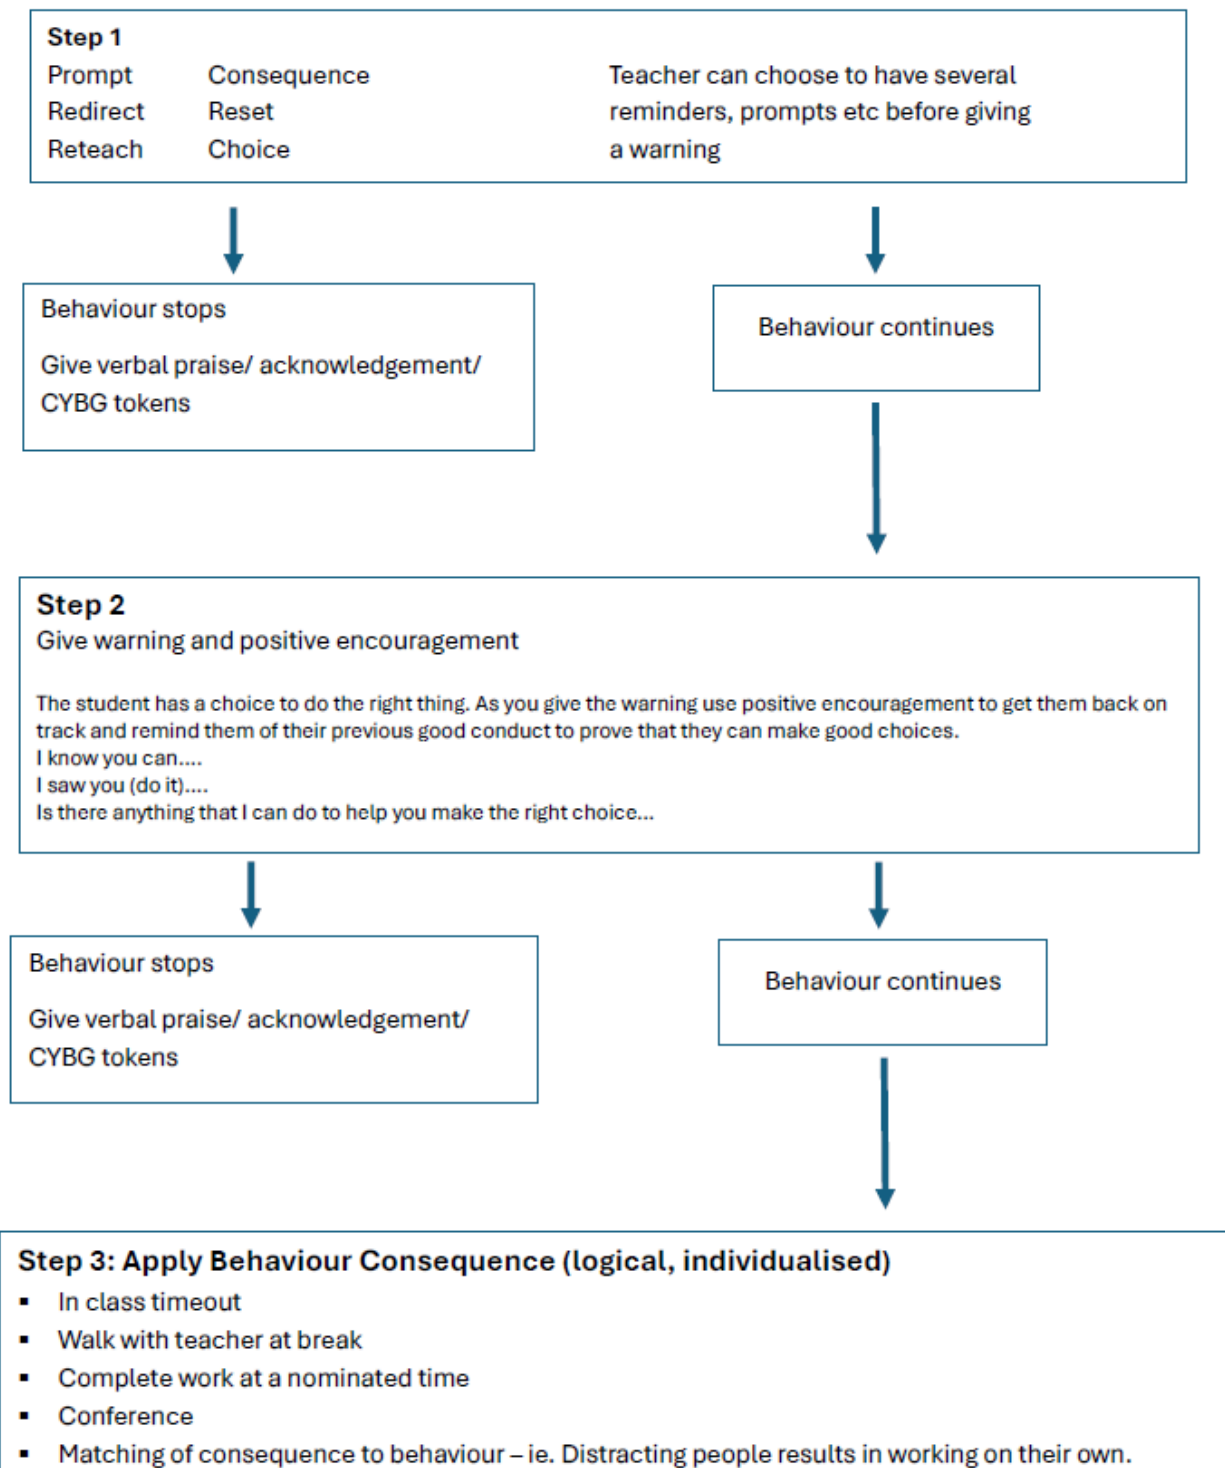 Step 1
Prompt Consequence Teacher can choose to have several
Redirect Reset reminders, prompts etc before giving
Reteach Choice a warning
Behaviour stops
Give verbal praise/ acknowledgement/
CYBG tokens
Behaviour continues
Step 2
Give warning and positive encouragement
The student has a choice to do the right thing. As you give the warning use positive encouragement to get them back on
track and remind them of their previous good conduct to prove that they can make good choices.
I know you can....
I saw you (do it)....
Is there anything that I can do to help you make the right choice...
Behaviour stops
Give verbal praise/ acknowledgement/
CYBG tokens
Behaviour continues
Step 3: Apply Behaviour Consequence (logical, individualised)
▪ In class timeout
▪ Walk with teacher at break
▪ Complete work at a nominated time
▪ Conference
▪ Matching of consequence to behaviour – ie. Distracting people results in working on their own.